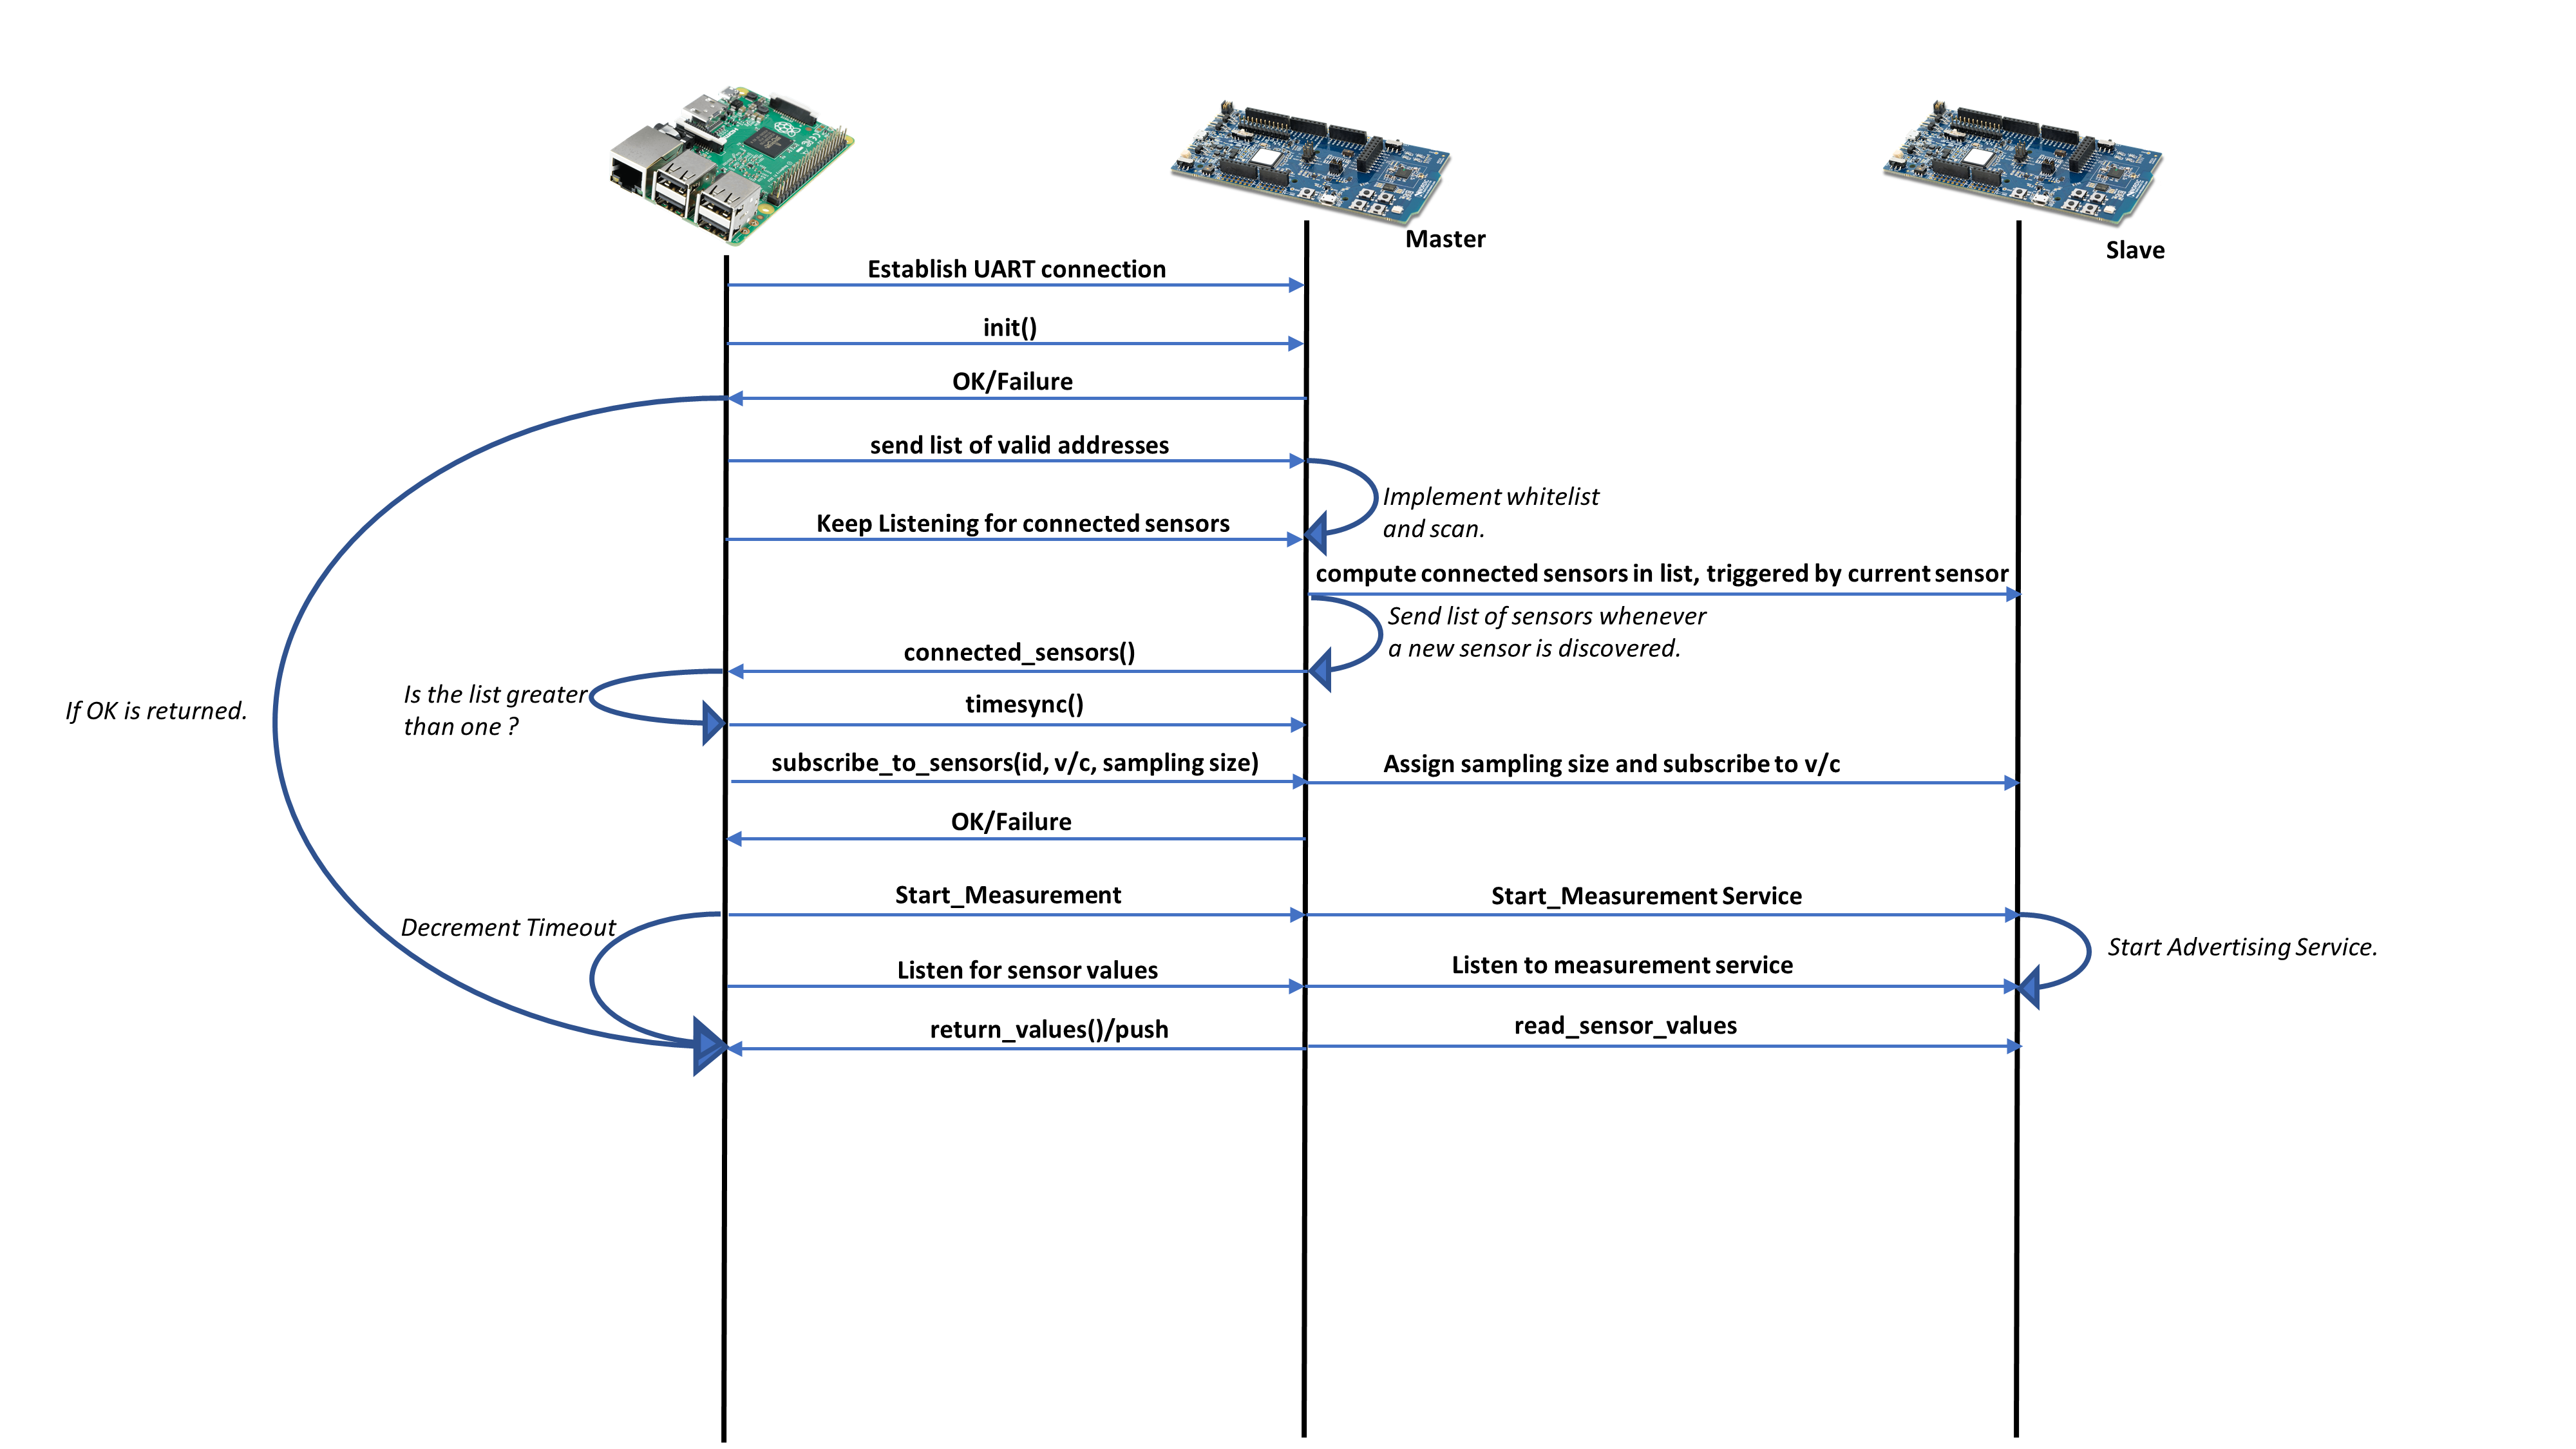 Master
Slave
Establish UART connection
init()
OK/Failure
send list of valid addresses
Implement whitelist
and scan.
Keep Listening for connected sensors
compute connected sensors in list, triggered by current sensor
Send list of sensors whenever
a new sensor is discovered.
connected_sensors()
Is the list greater
than one ?
If OK is returned.
timesync()
subscribe_to_sensors(id, v/c, sampling size)
Assign sampling size and subscribe to v/c
OK/Failure
Start_Measurement
Start_Measurement Service
Decrement Timeout
Start Advertising Service.
Listen for sensor values
Listen to measurement service
return_values()/push
read_sensor_values